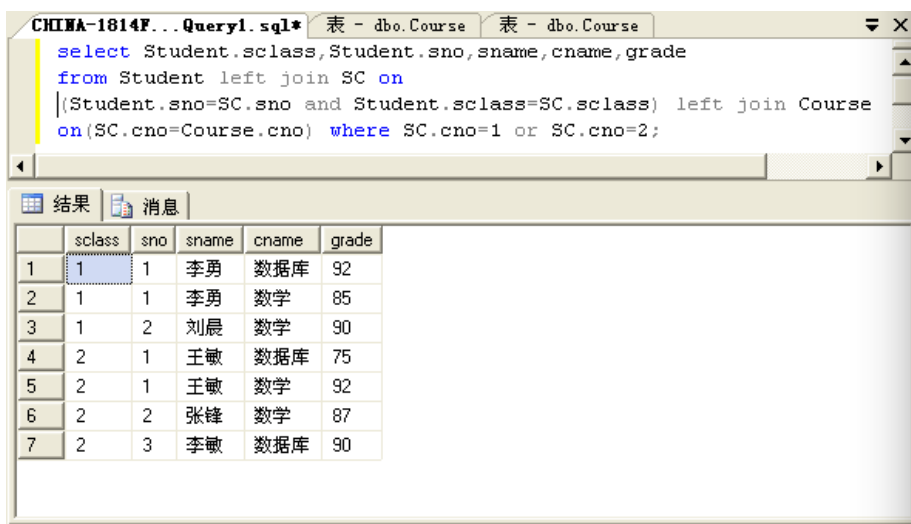 CHINA-1814F...Query1.sql* 表 - dbo.Course 表 - dbo.Course
select Student.sclass,Student.sno,sname,cname,grade
from Student left join SC on
(Student.sno=SC.sno and Student.sclass=SC.sclass) left join Course
on(SC.cno=Course.cno) where SC.cno=1 or SC.cno=2;
结果 消息
sclass sno sname cname grade
1 1 1 李勇 数据库 92
2 1 1 李勇 数学 85
3 1 2 刘晨 数学 90
4 2 1 王敏 数据库 75
5 2 1 王敏 数学 92
6 2 2 张锋 数学 87
7 2 3 李敏 数据库 90